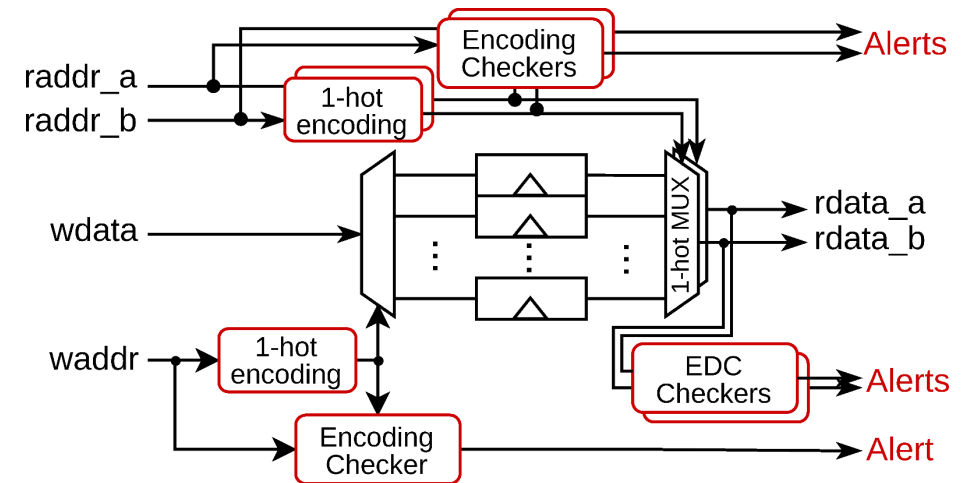 Encoding
Checkers
Alerts
raddr_a
raddr_b
1-hot
encoding
wdata
1-hot MUX
rdata_a
rdata_b
waddr
1-hot
encoding
EDC
Checkers
Alerts
Encoding
Checker
Alert